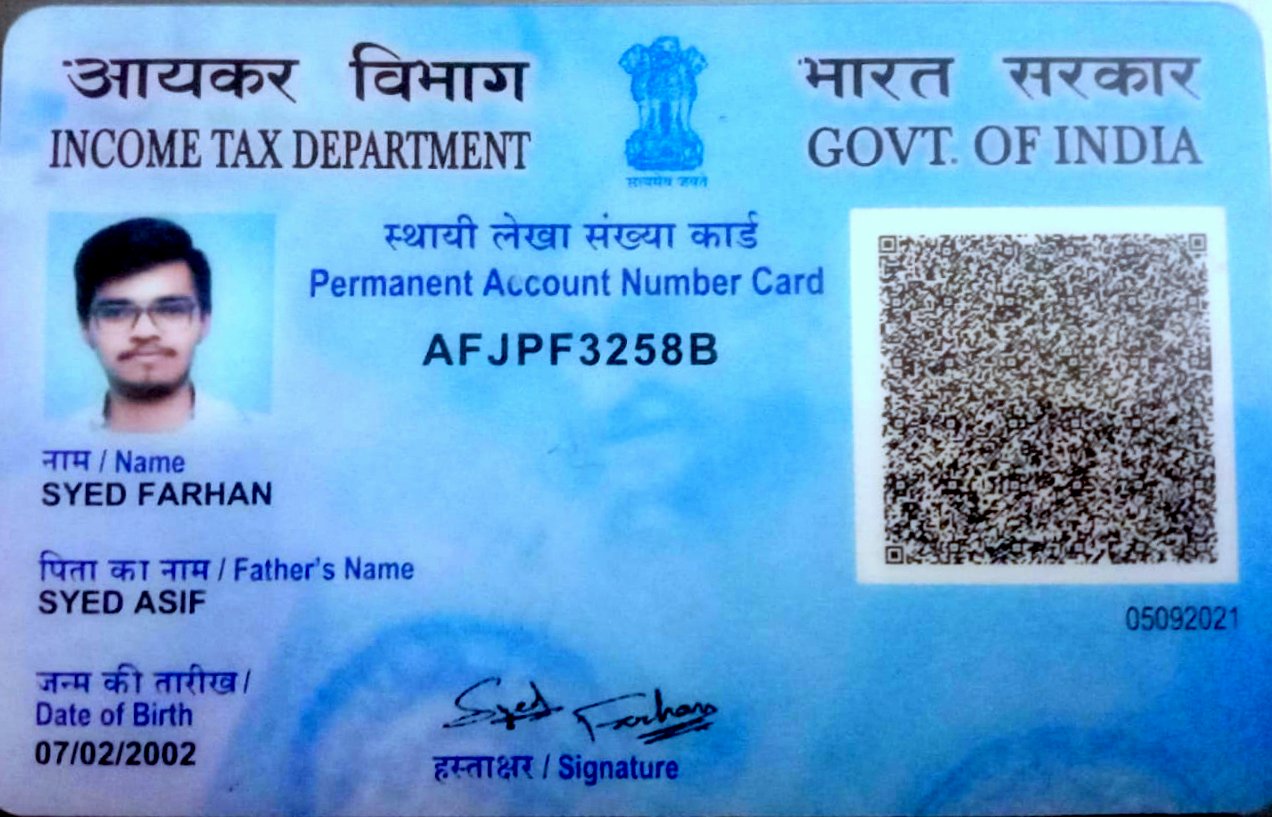 आयकर विभाग
INCOME TAX DEPARTMENT
भारत सरकार
GOVT. OF INDIA
सत्यमेव जयते
स्थायी लेखा संख्या कार्ड
Permanent Account Number Card
AFJPF3258B
नाम / Name
SYED FARHAN
पिता का नाम / Father's Name
SYED ASIF
05092021
जन्म की तारीख /
Date of Birth
07/02/2002
Syed Farhan
हस्ताक्षर / Signature